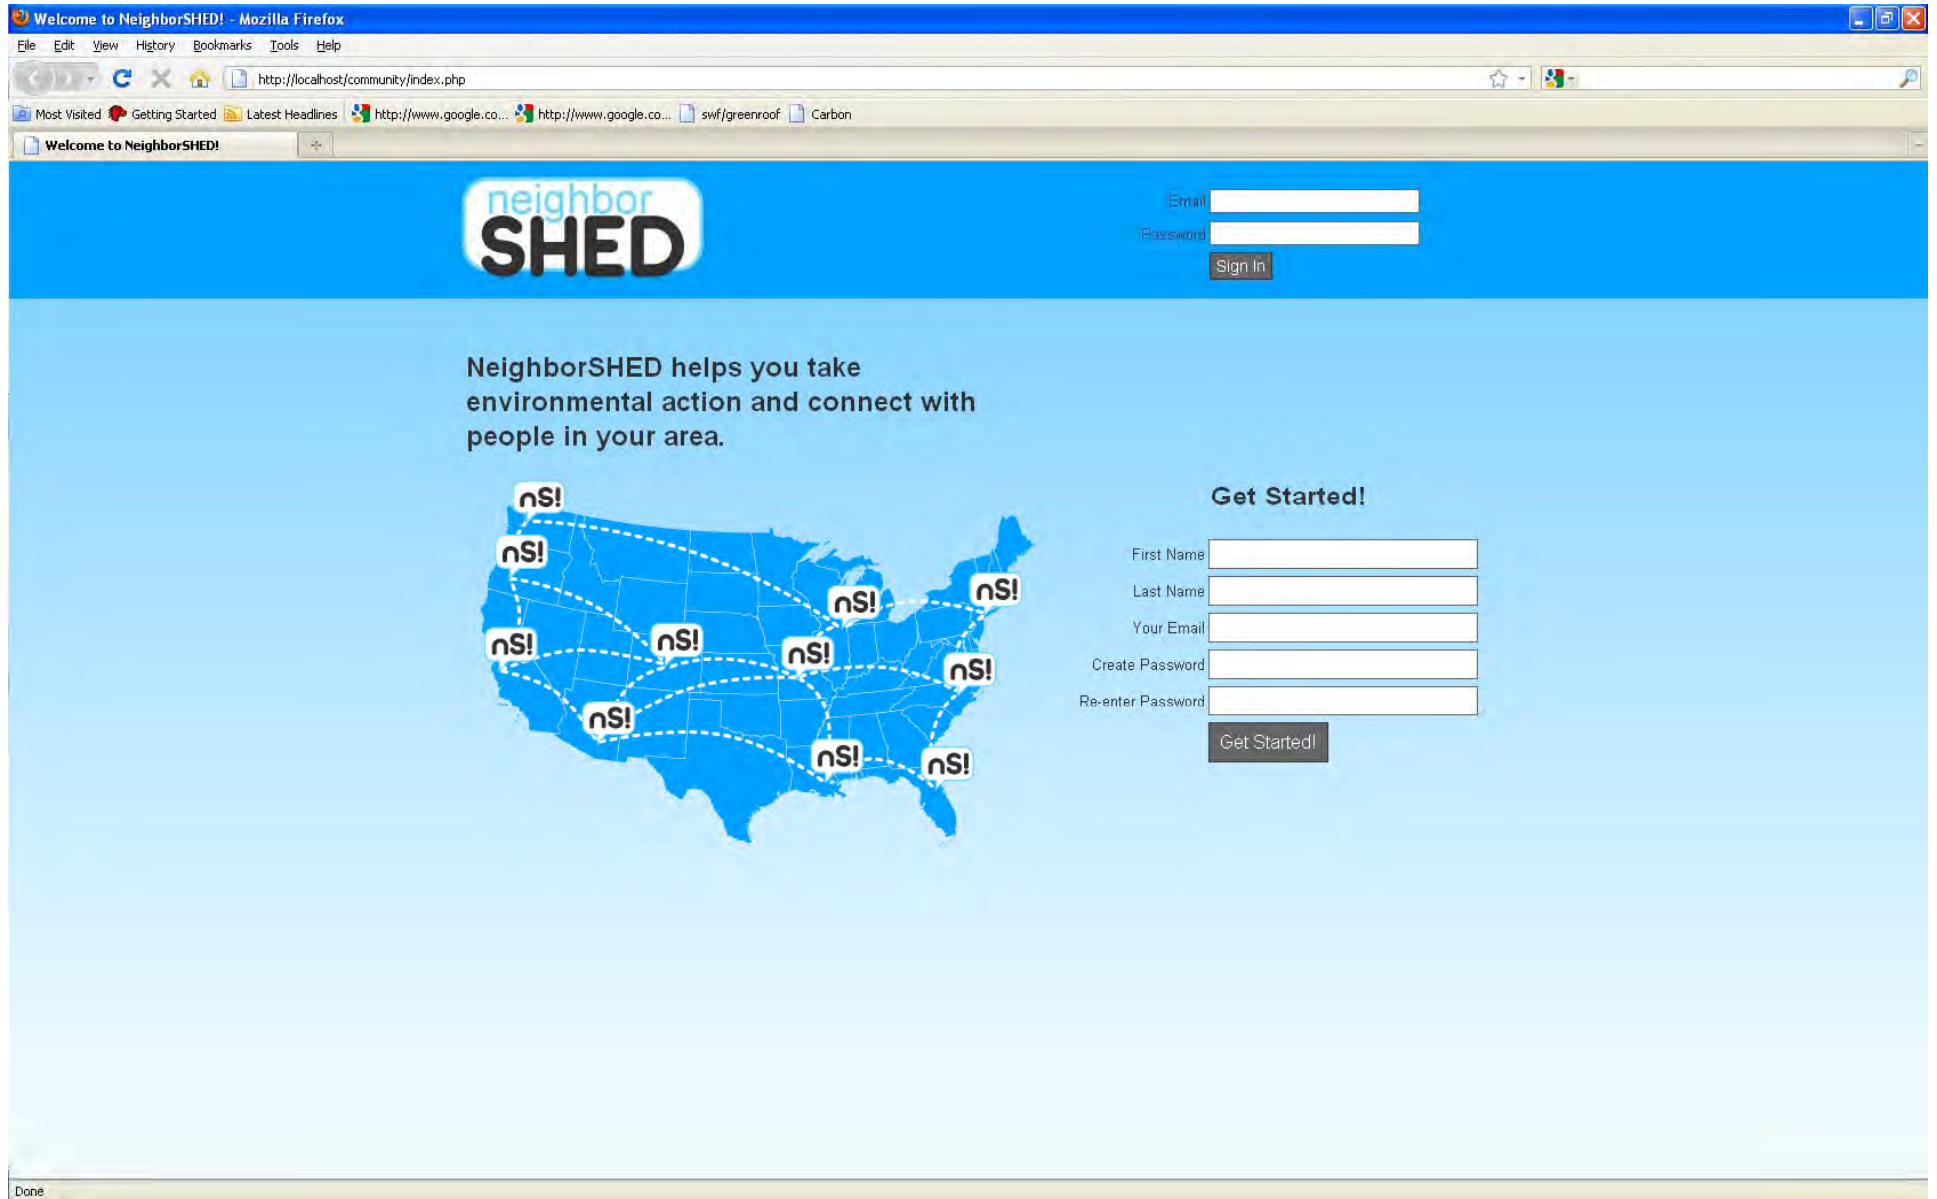 Welcome to NeighborSHED! - Mozilla Firefox
File Edit View History Bookmarks Tools Help
http://localhost/community/index.php
Most Visited Getting Started Latest Headlines http://www.google.co... http://www.google.co... swf/greenroof Carbon
Welcome to NeighborSHED!
neighbor
SHED
Email
Password
Sign In
NeighborSHED helps you take
environmental action and connect with
people in your area.
nS!
nS!
nS!
nS!
nS!
nS!
nS!
nS!
nS!
nS!
nS!
Get Started!
First Name
Last Name
Your Email
Create Password
Re-enter Password
Get Started!
Done